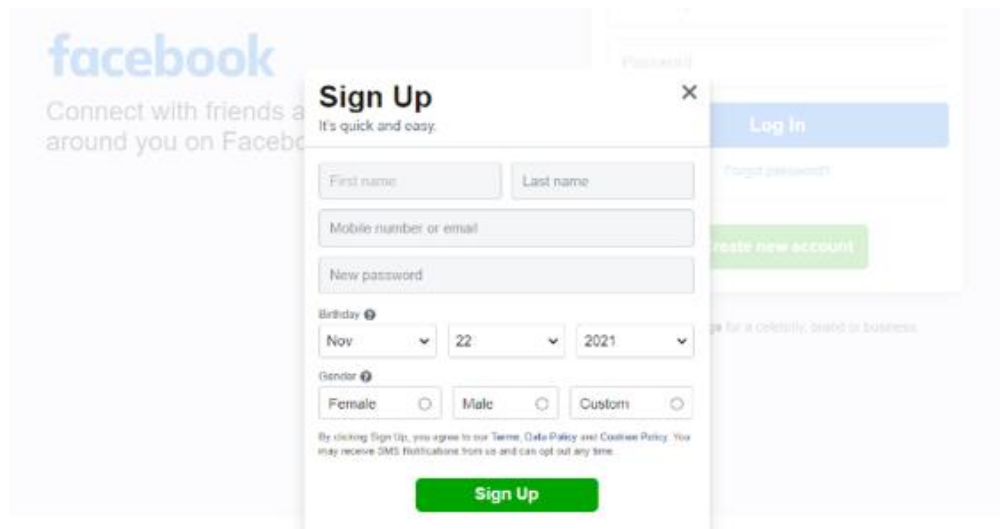 facebook
Connect with friends a
around you on Facebo
Password
Log In
Forgot password?
reate new account
for a celebrity, brand or business.
Sign Up
It's quick and easy.
First name
Last name
Mobile number or email
New password
Birthday
Nov
22
2021
Gender
Female
Male
Custom
By clicking Sign Up, you agree to our Terms, Data Policy and Cookies Policy. You
may receive SMS Notifications from us and can opt out any time.
Sign Up